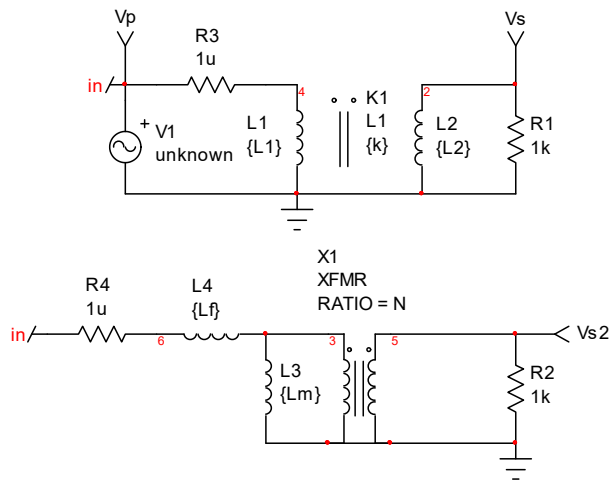 Vp
Vs
R3
1u
in
4
K1
L1
{k}
2
+
V1
unknown
L1
{L1}
L2
{L2}
R1
1k
X1
XFMR
RATIO = N
R4
1u
L4
{Lf}
in
6
3
5
Vs2
L3
{Lm}
R2
1k